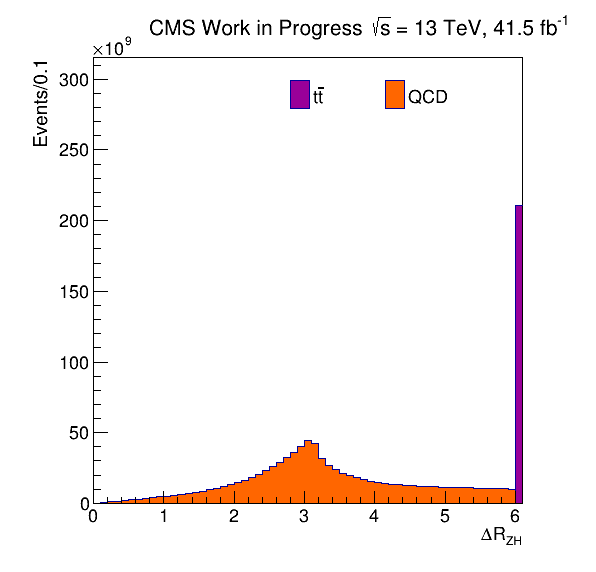 CMS Work in Progress √s = 13 TeV, 41.5 fb⁻¹
×10⁹
Events/0.1
300
250
200
150
100
50
0
tt̄
QCD
0 1 2 3 4 5 6
ΔR_ZH